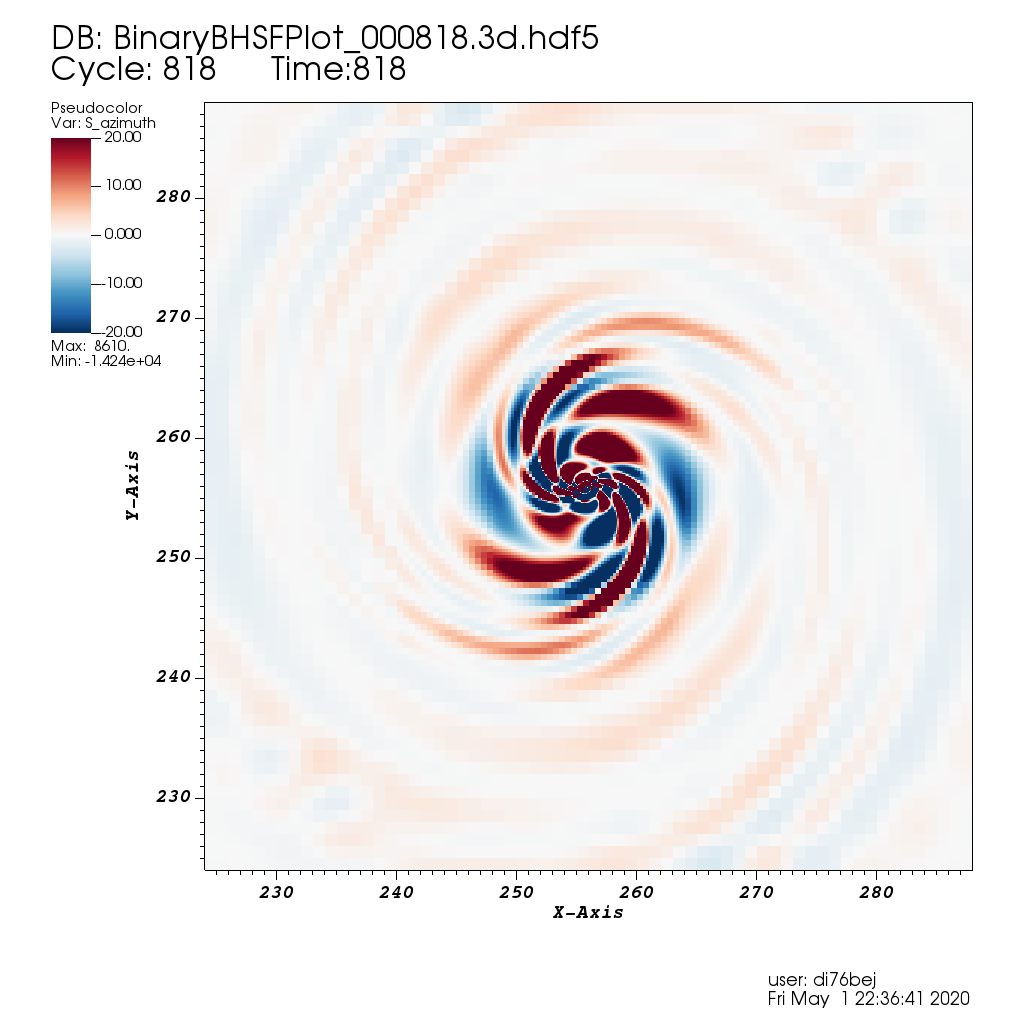 DB: BinaryBHSFPlot_000818.3d.hdf5
Cycle: 818 Time:818
Pseudocolor
Var: S_azimuth
20.00
10.00
0.000
-10.00
-20.00
Max: 8610.
Min: -1.424e+04
280
270
260
250
240
230
Y-Axis
230 240 250 260 270 280
X-Axis
user: di76bej
Fri May 1 22:36:41 2020